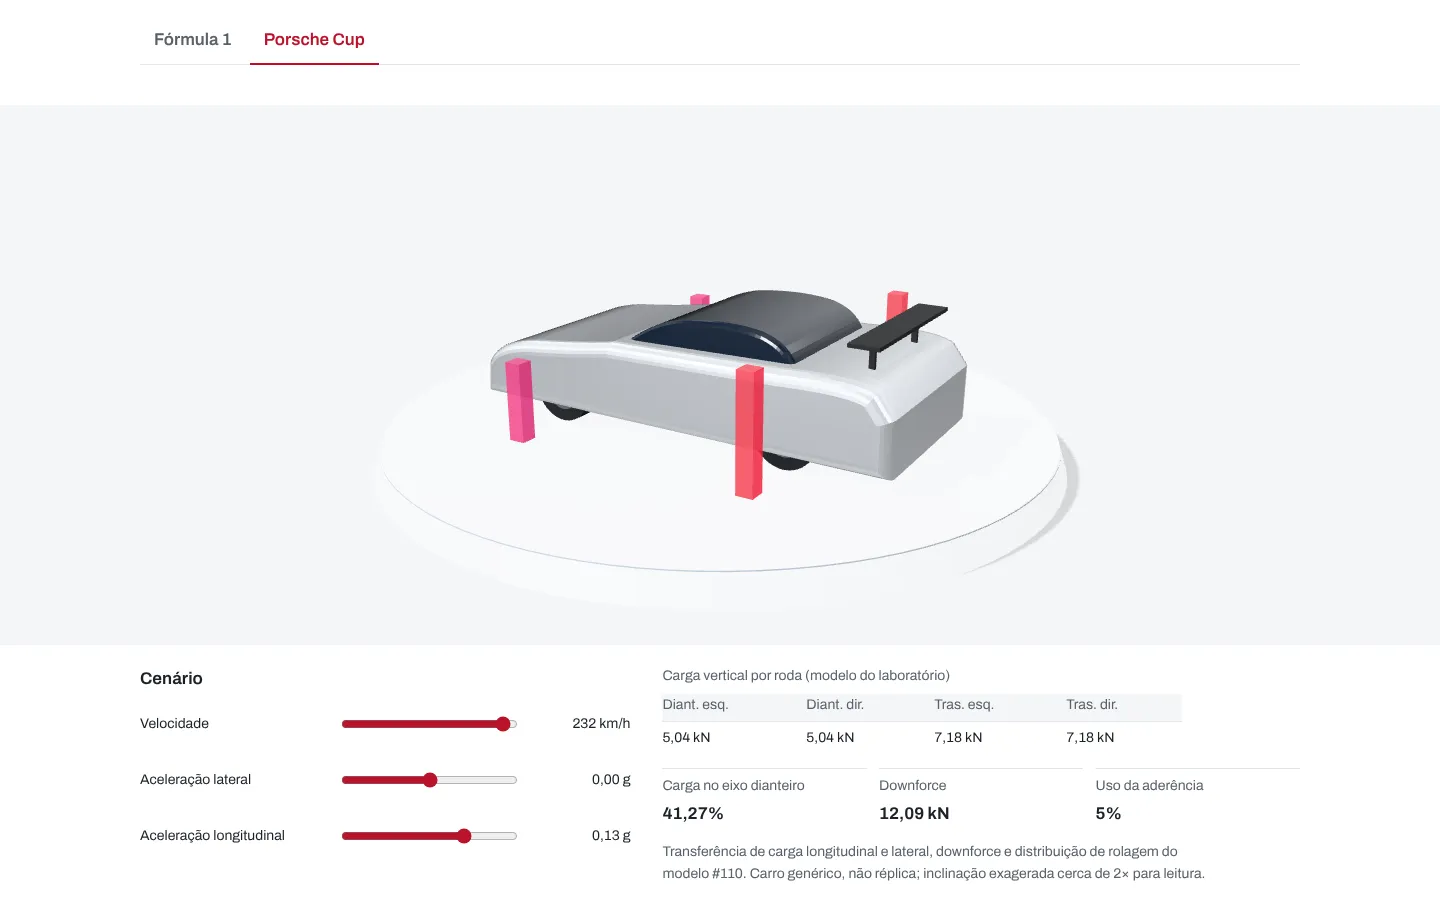 Fórmula 1
Porsche Cup
Cenário
Velocidade
232 km/h
Aceleração lateral
0,00 g
Aceleração longitudinal
0,13 g
Carga vertical por roda (modelo do laboratório)
Diant. esq. Diant. dir. Tras. esq. Tras. dir.
5,04 kN 5,04 kN 7,18 kN 7,18 kN
Carga no eixo dianteiro
41,27%
Downforce
12,09 kN
Uso da aderência
5%
Transferência de carga longitudinal e lateral, downforce e distribuição de rolagem do
modelo #110. Carro genérico, não réplica; inclinação exagerada cerca de 2× para leitura.